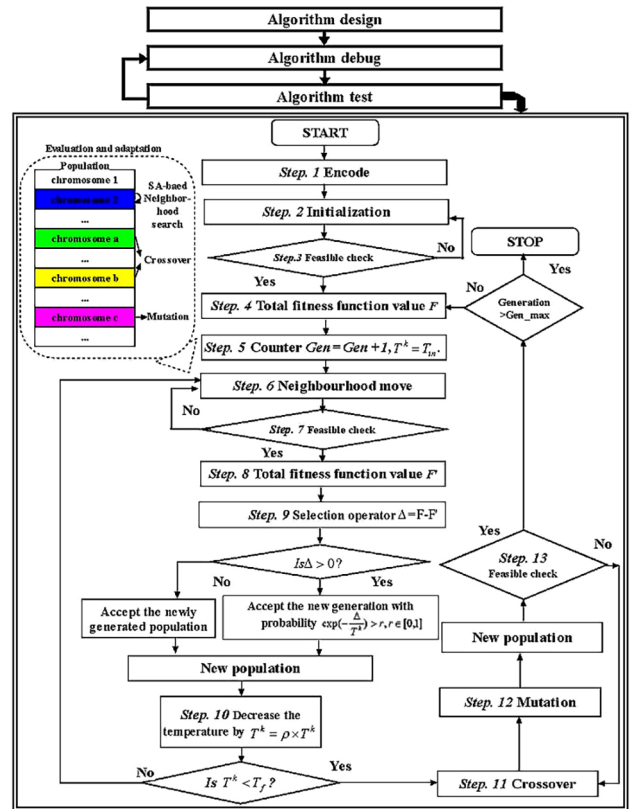 Algorithm design
Algorithm debug
Algorithm test
START
Evaluation and adaptation
Population
chromosome 1
chromosome 2
...
chromosome a
...
chromosome b
...
chromosome c
...
SA-baed
Neighbor-
hood
search
Crossover
Mutation
Step. 1 Encode
Step. 2 Initialization
Step.3 Feasible check
No
Yes
Step. 4 Total fitness function value F
Step. 5 Counter Gen=Gen+1, T^k = T_in.
Step. 6 Neighbourhood move
No
Step. 7 Feasible check
Yes
Step. 8 Total fitness function value F'
Step. 9 Selection operator Δ=F-F'
IsΔ > 0?
No
Yes
Accept the newly
generated population
Accept the new generation with
probability exp(-Δ/T^k) > r, r∈[0,1]
New population
Step. 10 Decrease the
temperature by T^k = ρ×T^k
No
Is T^k < T_f ?
Yes
Step. 11 Crossover
Step. 12 Mutation
New population
Yes
Step. 13
Feasible check
No
No
Generation
>Gen_max
Yes
STOP